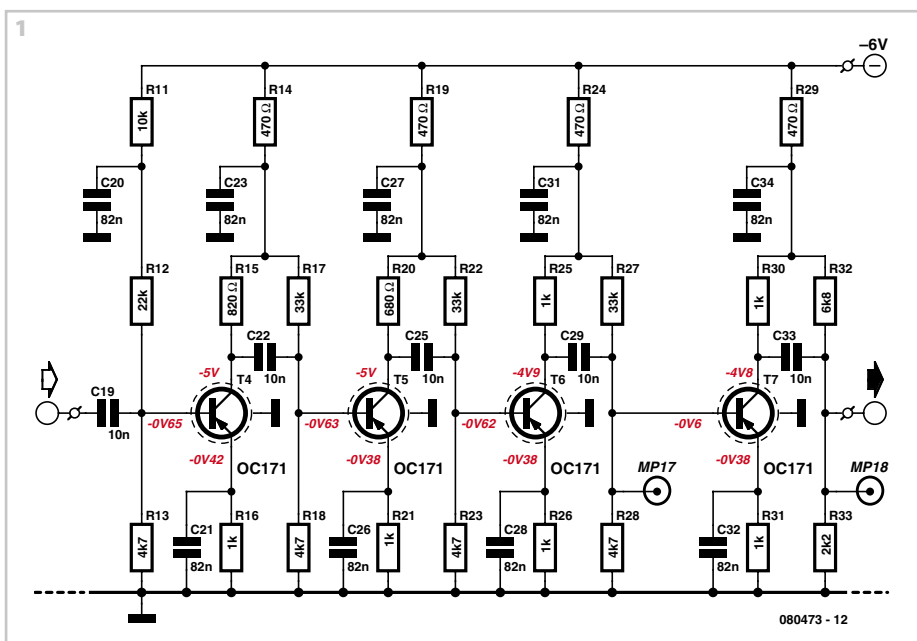 1
–6V
R11
10k
R14
470 Ω
R19
470 Ω
R24
470 Ω
R29
470 Ω
C20
82n
C23
82n
C27
82n
C31
82n
C34
82n
R12
22k
R15
820 Ω
R17
33k
R20
680 Ω
R22
33k
R25
1k
R27
33k
R30
1k
R32
6k8
C22
10n
C25
10n
C29
10n
C33
10n
C19
10n
-5V
T4
-5V
T5
-4V9
T6
-4V8
T7
-0V65
-0V63
-0V62
-0V6
-0V42
-0V38
-0V38
-0V38
OC171
OC171
OC171
OC171
MP17
MP18
R13
4k7
C21
82n
R16
1k
R18
4k7
C26
82n
R21
1k
R23
4k7
C28
82n
R26
1k
R28
4k7
C32
82n
R31
1k
R33
2k2
080473 - 12